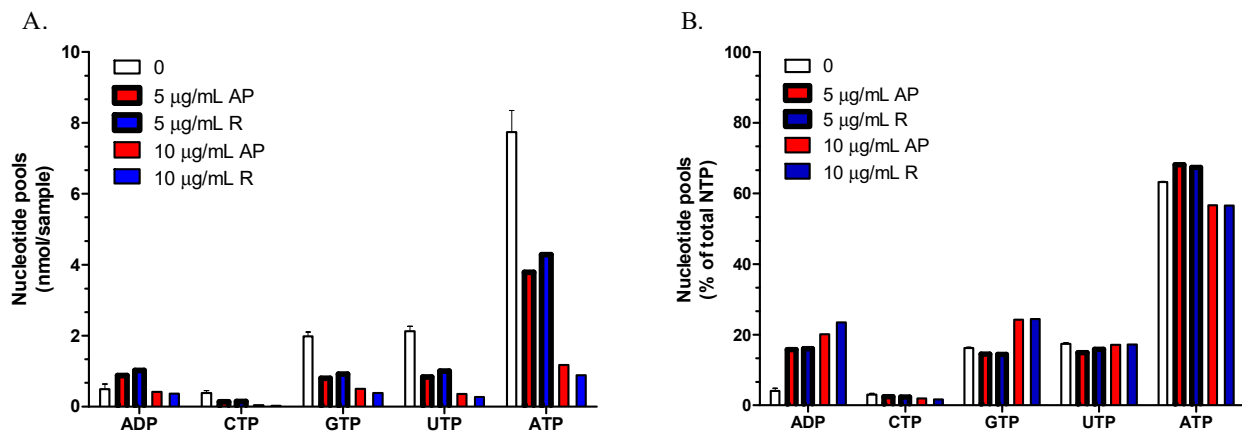 A.
Nucleotide pools
(nmol/sample)
10
8
6
4
2
0
0
5 μg/mL AP
5 μg/mL R
10 μg/mL AP
10 μg/mL R
ADP
CTP
GTP
UTP
ATP
B.
Nucleotide pools
(% of total NTP)
100
80
60
40
20
0
0
5 μg/mL AP
5 μg/mL R
10 μg/mL AP
10 μg/mL R
ADP
CTP
GTP
UTP
ATP